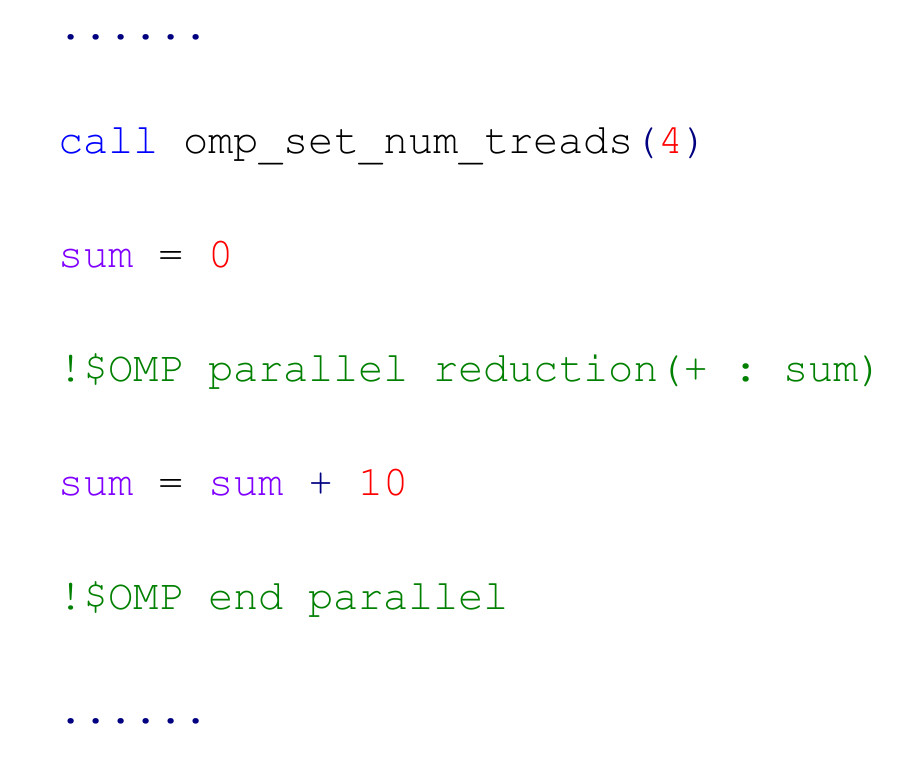 ......
call omp_set_num_treads(4)
sum = 0
!$OMP parallel reduction(+ : sum)
sum = sum + 10
!$OMP end parallel
......